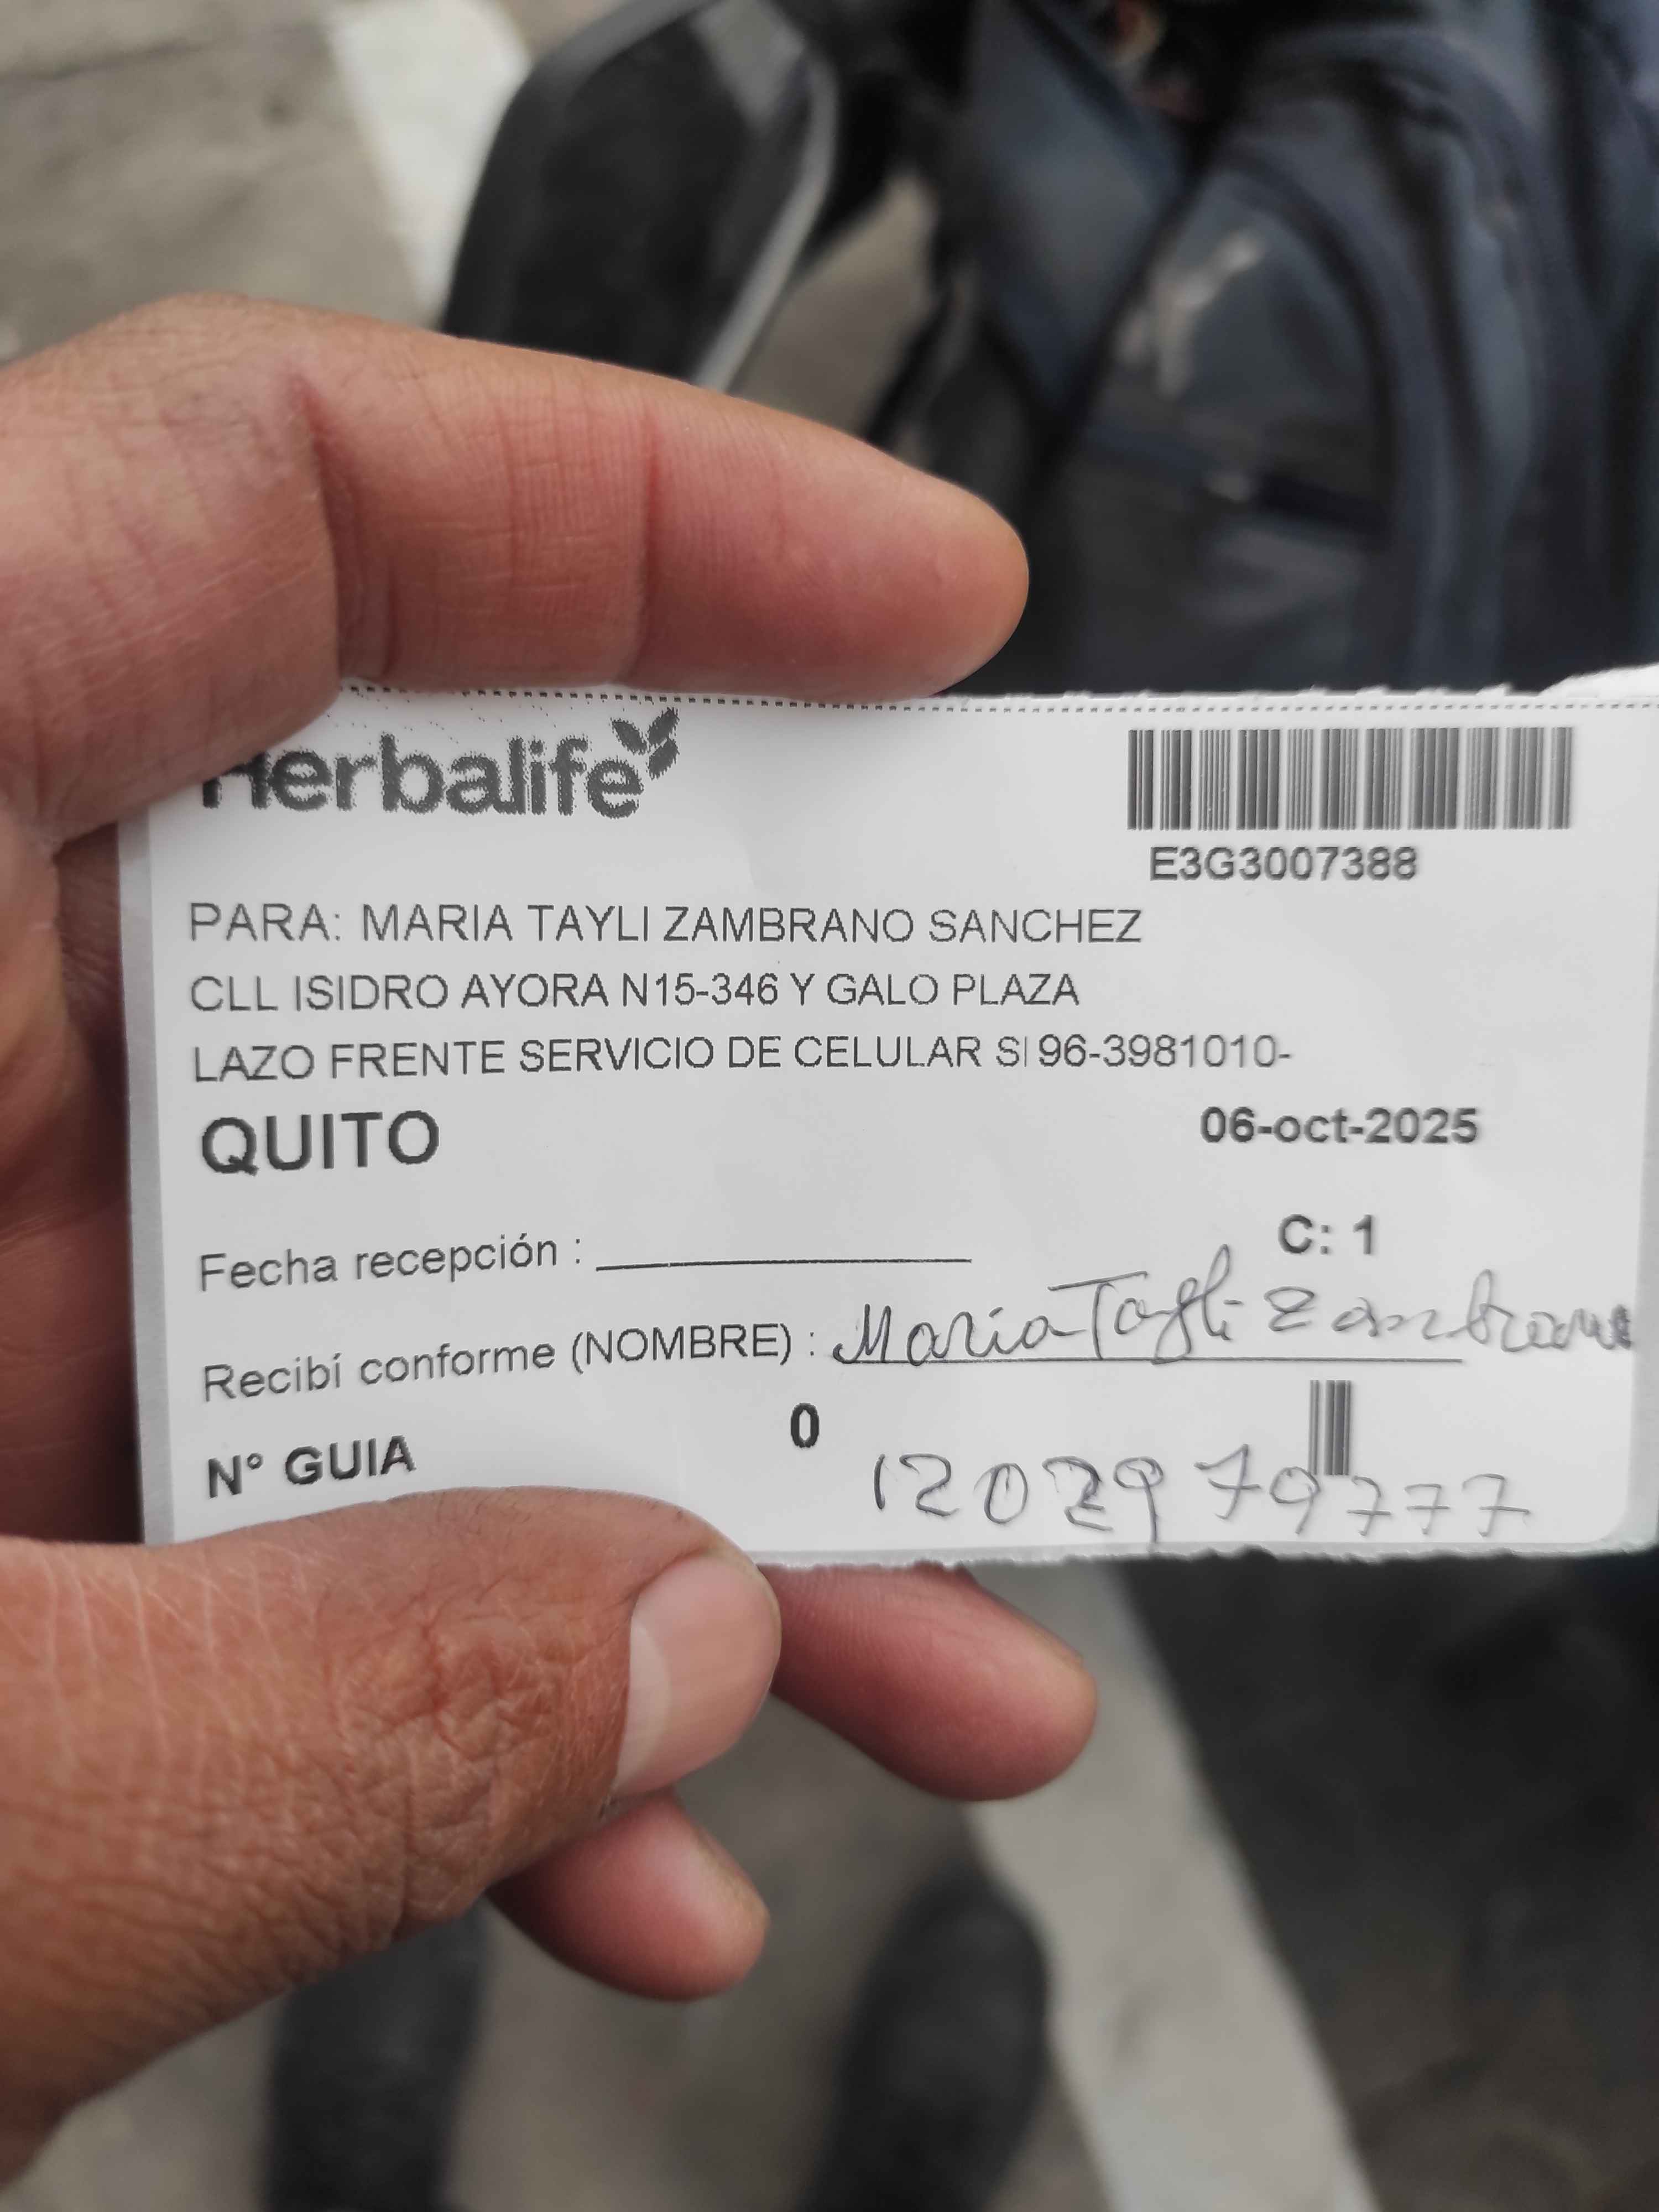 Herbalife
E3G3007388
PARA: MARIA TAYLI ZAMBRANO SANCHEZ
CLL ISIDRO AYORA N15-346 Y GALO PLAZA
LAZO FRENTE SERVICIO DE CELULAR SI 96-3981010-
QUITO 06-oct-2025
C: 1
Fecha recepción :
Recibí conforme (NOMBRE) : Maria Tayli Zambrano
N° GUIA 0
1202979777